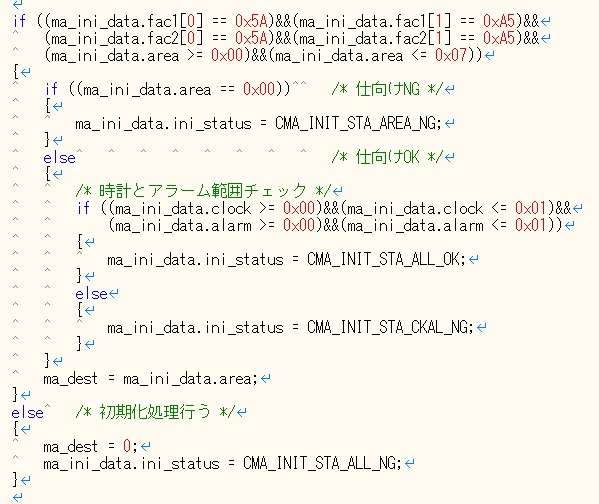 if ((ma_ini_data.fac1[0] == 0x5A)&&(ma_ini_data.fac1[1] == 0xA5)&&
(ma_ini_data.fac2[0] == 0x5A)&&(ma_ini_data.fac2[1] == 0xA5)&&
(ma_ini_data.area >= 0x00)&&(ma_ini_data.area <= 0x07))
{
if ((ma_ini_data.area == 0x00)) /* 仕向けNG */
{
ma_ini_data.ini_status = CMA_INIT_STA_AREA_NG;
}
else /* 仕向けOK */
{
/* 時計とアラーム範囲チェック */
if ((ma_ini_data.clock >= 0x00)&&(ma_ini_data.clock <= 0x01)&&
(ma_ini_data.alarm >= 0x00)&&(ma_ini_data.alarm <= 0x01))
{
ma_ini_data.ini_status = CMA_INIT_STA_ALL_OK;
}
else
{
ma_ini_data.ini_status = CMA_INIT_STA_CKAL_NG;
}
}
ma_dest = ma_ini_data.area;
}
else /* 初期化処理行う */
{
ma_dest = 0;
ma_ini_data.ini_status = CMA_INIT_STA_ALL_NG;
}